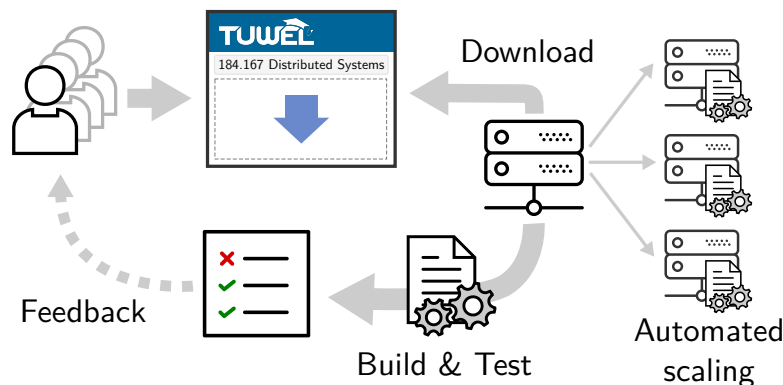 TUWEL
184.167 Distributed Systems
Download
Feedback
Build & Test
Automated
scaling